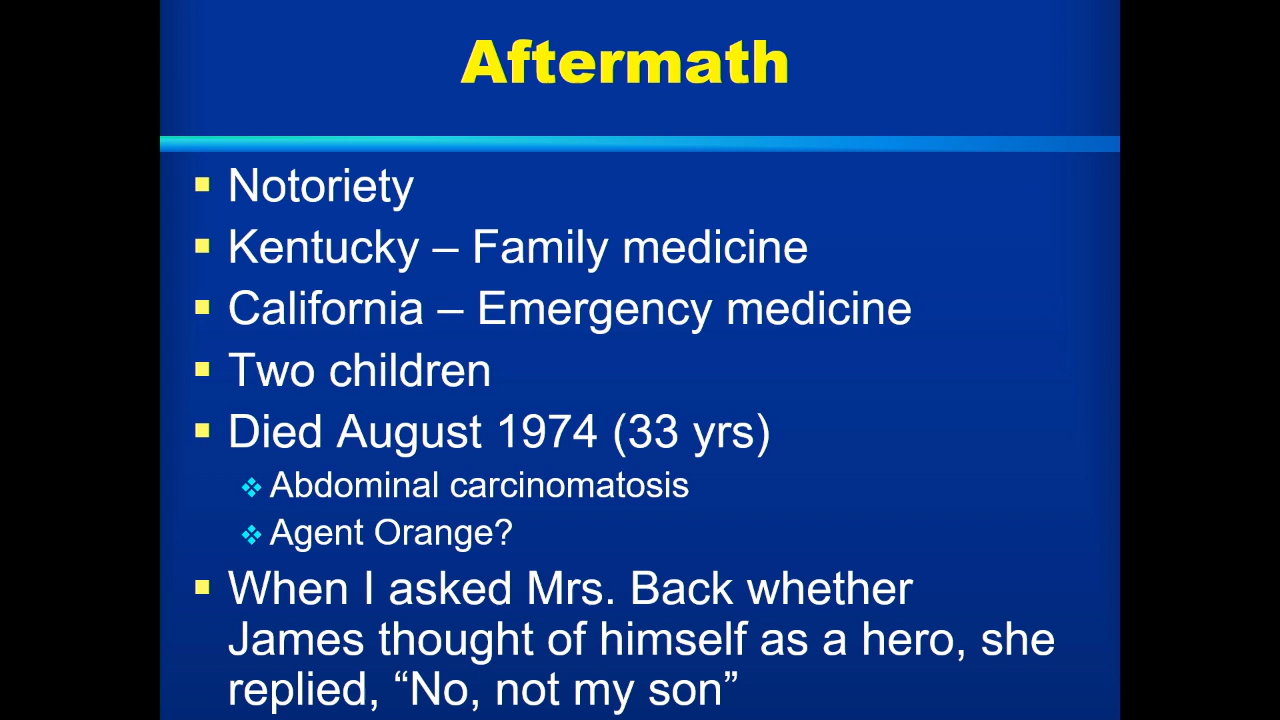 Aftermath
Notoriety
Kentucky – Family medicine
California – Emergency medicine
Two children
Died August 1974 (33 yrs)
Abdominal carcinomatosis
Agent Orange?
When I asked Mrs. Back whether
James thought of himself as a hero, she
replied, “No, not my son”